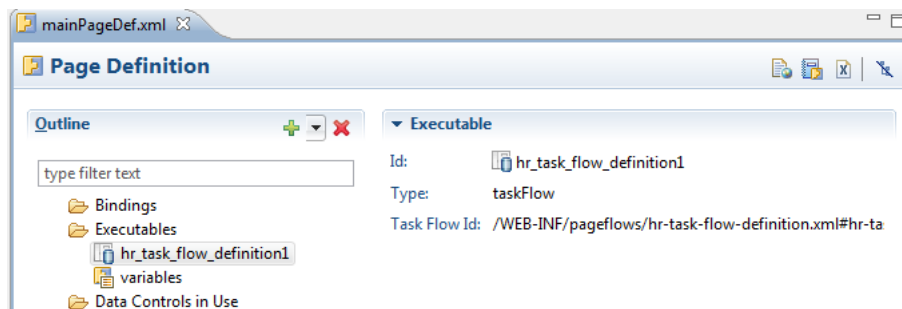 mainPageDef.xml
Page Definition
Outline
type filter text
Bindings
Executables
hr_task_flow_definition1
variables
Data Controls in Use
Executable
Id: hr_task_flow_definition1
Type: taskFlow
Task Flow Id: /WEB-INF/pageflows/hr-task-flow-definition.xml#hr-ta